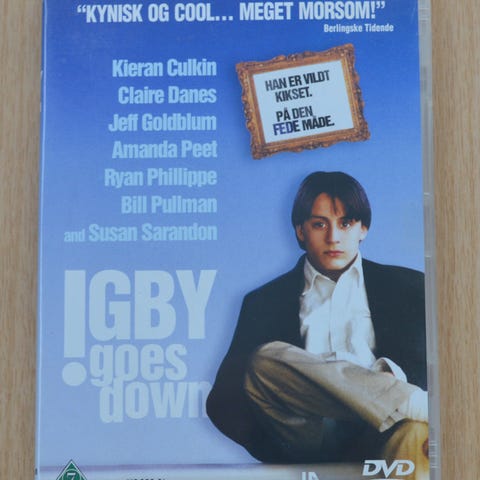 "KYNISK OG COOL... MEGET MORSOM!"
Berlingske Tidende
Kieran Culkin
Claire Danes
Jeff Goldblum
Amanda Peet
Ryan Phillippe
Bill Pullman
and Susan Sarandon
HAN ER VILDT
KIKSET.
PÅ DEN
FEDE MÅDE.
!GBY
goes
down
7
DVD